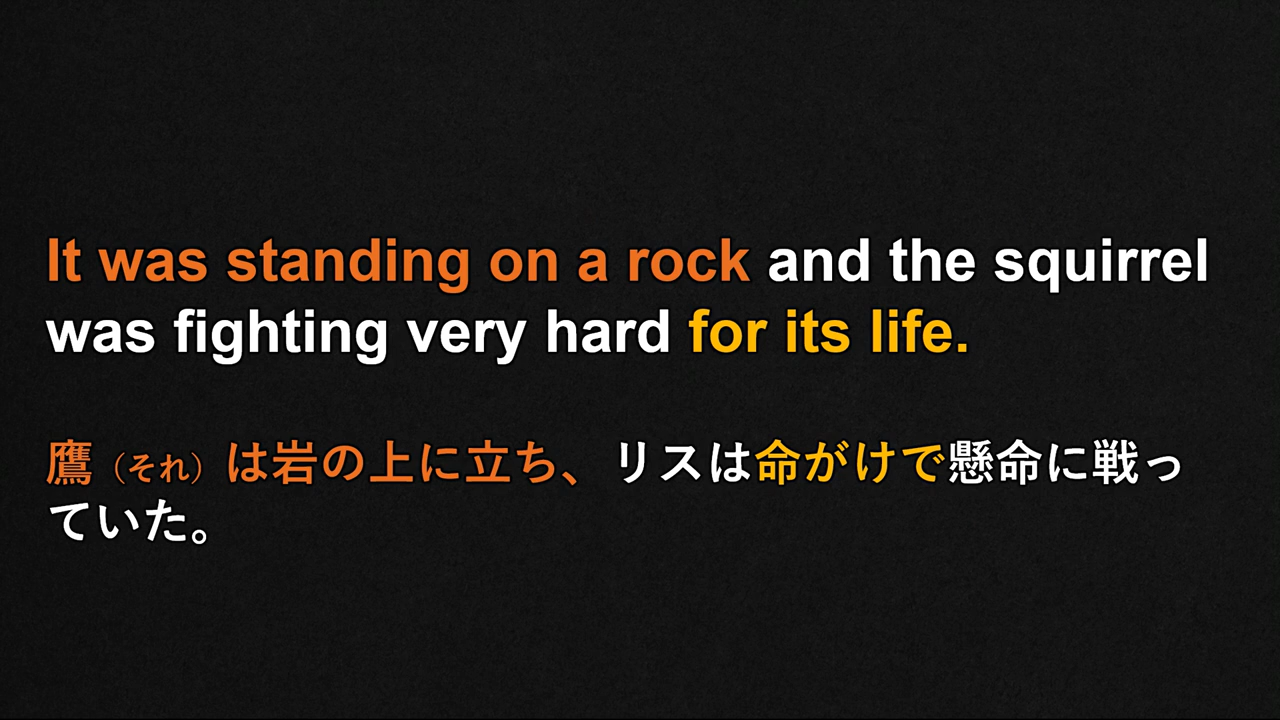 It was standing on a rock and the squirrel
was fighting very hard for its life.
鷹（それ）は岩の上に立ち、リスは命がけで懸命に戦っ
ていた。